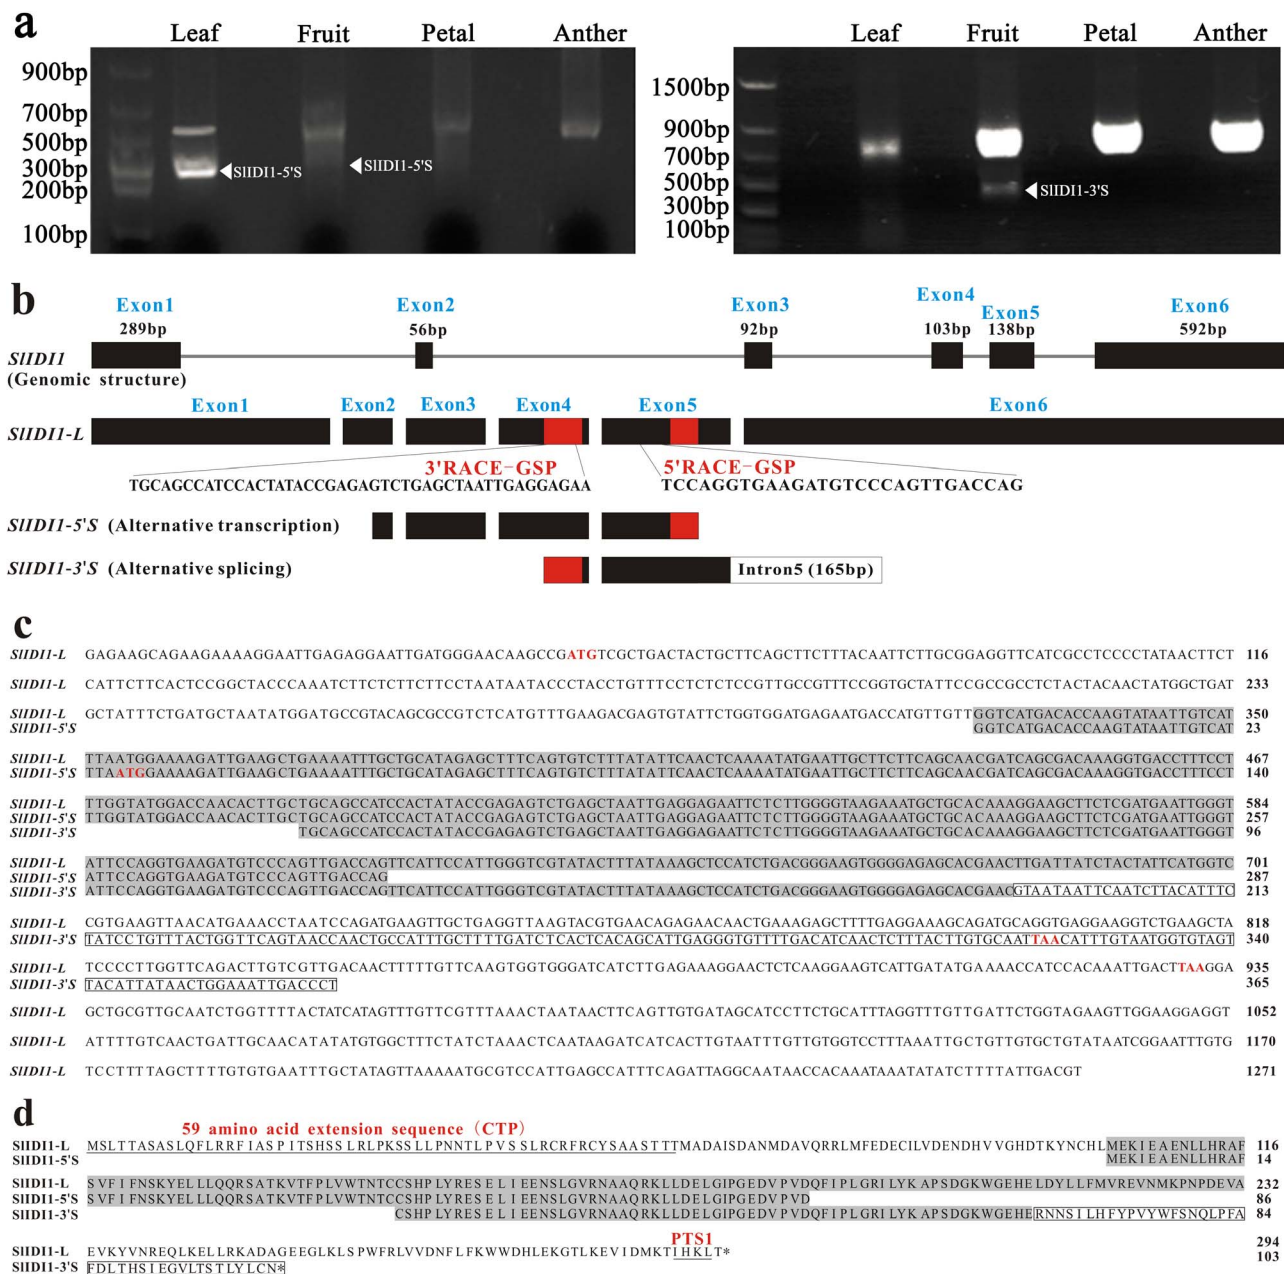 a
Leaf Fruit Petal Anther
900bp
700bp
500bp
300bp
200bp
100bp
SlIDI1-5'S
SlIDI1-5'S
Leaf Fruit Petal Anther
1500bp
900bp
700bp
500bp
300bp
100bp
SlIDI1-3'S
b
Exon1 Exon2 Exon3 Exon4 Exon5 Exon6
289bp 56bp 92bp 103bp 138bp 592bp
SlIDI1
(Genomic structure)
Exon1 Exon2 Exon3 Exon4 Exon5 Exon6
SlIDI1-L
3'RACE-GSP 5'RACE-GSP
TGCAGCCATCCACTATACCGAGAGTCTGAGCTAATTGAGGAGAA TCCAGGTGAAGATGTCCCAGTTGACCAG
SlIDI1-5'S (Alternative transcription)
SlIDI1-3'S (Alternative splicing) Intron5 (165bp)
c
SlIDI1-L GAGAAGCAGAAGAAAAGGAATTGAGAGGAATTGATGGGAACAAGCCGATGTCGCTGACTACTGCTTCAGCTTCTTTACAATTCTTGCGGAGGTTCATCGCCTCCCCTATAACTTCT 116
SlIDI1-L CATTCTTCACTCCGGCTACCCAAATCTTCTCTTCTTCCTAATAATACCCTACCTGTTTCCTCTCTCCGTTGCCGTTTCCGGTGCTATTCCGCCGCCTCTACTACAACTATGGCTGAT 233
SlIDI1-L GCTATTTCTGATGCTAATATGGATGCCGTACAGCGCCGTCTCATGTTTGAAGACGAGTGTATTCTGGTGGATGAGAATGACCATGTTGTTGGTCATGACACCAAGTATAATTGTCAT 350
SlIDI1-5'S GGTCATGACACCAAGTATAATTGTCAT 23
SlIDI1-L TTAATGGAAAAGATTGAAGCTGAAAATTTGCTGCATAGAGCTTTCAGTGTCTTTATATTCAACTCAAAATATGAATTGCTTCTTCAGCAACGATCAGCGACAAAGGTGACCTTTCCT 467
SlIDI1-5'S TTAATGGAAAAGATTGAAGCTGAAAATTTGCTGCATAGAGCTTTCAGTGTCTTTATATTCAACTCAAAATATGAATTGCTTCTTCAGCAACGATCAGCGACAAAGGTGACCTTTCCT 140
SlIDI1-L TTGGTATGGACCAACACTTGCTGCAGCCATCCACTATACCGAGAGTCTGAGCTAATTGAGGAGAATTCTCTTGGGGTAAGAAATGCTGCACAAAGGAAGCTTCTCGATGAATTGGGT 584
SlIDI1-5'S TTGGTATGGACCAACACTTGCTGCAGCCATCCACTATACCGAGAGTCTGAGCTAATTGAGGAGAATTCTCTTGGGGTAAGAAATGCTGCACAAAGGAAGCTTCTCGATGAATTGGGT 257
SlIDI1-3'S TGCAGCCATCCACTATACCGAGAGTCTGAGCTAATTGAGGAGAATTCTCTTGGGGTAAGAAATGCTGCACAAAGGAAGCTTCTCGATGAATTGGGT 96
SlIDI1-L ATTCCAGGTGAAGATGTCCCAGTTGACCAGTTCATTCCATTGGGTCGTATACTTTATAAAGCTCCATCTGACGGGAAGTGGGGAGAGCACGAACTTGATTATCTACTATTCATGGTC 701
SlIDI1-5'S ATTCCAGGTGAAGATGTCCCAGTTGACCAG 287
SlIDI1-3'S ATTCCAGGTGAAGATGTCCCAGTTGACCAGTTCATTCCATTGGGTCGTATACTTTATAAAGCTCCATCTGACGGGAAGTGGGGAGAGCACGAACGTAATAATTCAATCTTACATTTC 213
SlIDI1-L CGTGAAGTTAACATGAAACCTAATCCAGATGAAGTTGCTGAGGTTAAGTACGTGAACAGAGAACAACTGAAAGAGCTTTTGAGGAAAGCAGATGCAGGTGAGGAAGGTCTGAAGCTA 818
SlIDI1-3'S TATCCTGTTTACTGGTTCAGTAACCAACTGCCATTTGCTTTTGATCTCACTCACAGCATTGAGGGTGTTTTGACATCAACTCTTTACTTGTGCAATTAACATTTGTAATGGTGTAGT 340
SlIDI1-L TCCCCTTGGTTCAGACTTGTCGTTGACAACTTTTTGTTCAAGTGGTGGGATCATCTTGAGAAAGGAACTCTCAAGGAAGTCATTGATATGAAAACCATCCACAAATTGACTTAAGGA 935
SlIDI1-3'S TACATTATAACTGGAAATTGACCCT 365
SlIDI1-L GCTGCGTTGCAATCTGGTTTTACTATCATAGTTTGTTCGTTTAAACTAATAACTTCAGTTGTGATAGCATCCTTCTGCATTTAGGTTTGTTGATTCTGGTAGAAGTTGGAAGGAGGT 1052
SlIDI1-L ATTTTGTCAACTGATTGCAACATATATGTGGCTTTCTATCTAAACTCAATAAGATCATCACTTGTAATTTGTTGTGGTCCTTTAAATTGCTGTTGTGCTGTATAATCGGAATTTGTG 1170
SlIDI1-L TCCTTTTAGCTTTTGTGTGAATTTGCTATAGTTAAAAATGCGTCCATTGAGCCATTTCAGATTAGGCAATAACCACAAATAAATATATCTTTTATTGACGT 1271
d
59 amino acid extension sequence (CTP)
SlIDI1-L MSLTTASASLQFLRRFIASPITSHSSLRLPKSSLLPNNTLPVSSLRCRFRCYSAASTTTMADAISDANMDAVQRRLMFEDECILVDENDHVVGHDTKYNCHLMEKIEAENLLHRAF 116
SlIDI1-5'S MEKIEAENLLHRAF 14
SlIDI1-L SVFIFNSKYELLLQQRSATKVTFPLVWTNTCCSHPLYRESELIEENSLGVRNAAQRKLLDELGIPGEDVPVDQFIPLGRILYKAPSDGKWGEHELDYLLFMVREVNMKPNPDEVA 232
SlIDI1-5'S SVFIFNSKYELLLQQRSATKVTFPLVWTNTCCSHPLYRESELIEENSLGVRNAAQRKLLDELGIPGEDVPVD 86
SlIDI1-3'S CSHPLYRESELIEENSLGVRNAAQRKLLDELGIPGEDVPVDQFIPLGRILYKAPSDGKWGEHERNNSILHFYPVYWFSNQLPFA 84
PTS1
SlIDI1-L EVKYVNREQLKELLRKADAGEEGLKLSPWFRLVVDNFLFKWWDHLEKGTLKEVIDMKTIHKLT* 294
SlIDI1-3'S FDLTHSIEGVLTSTLYLCN* 103